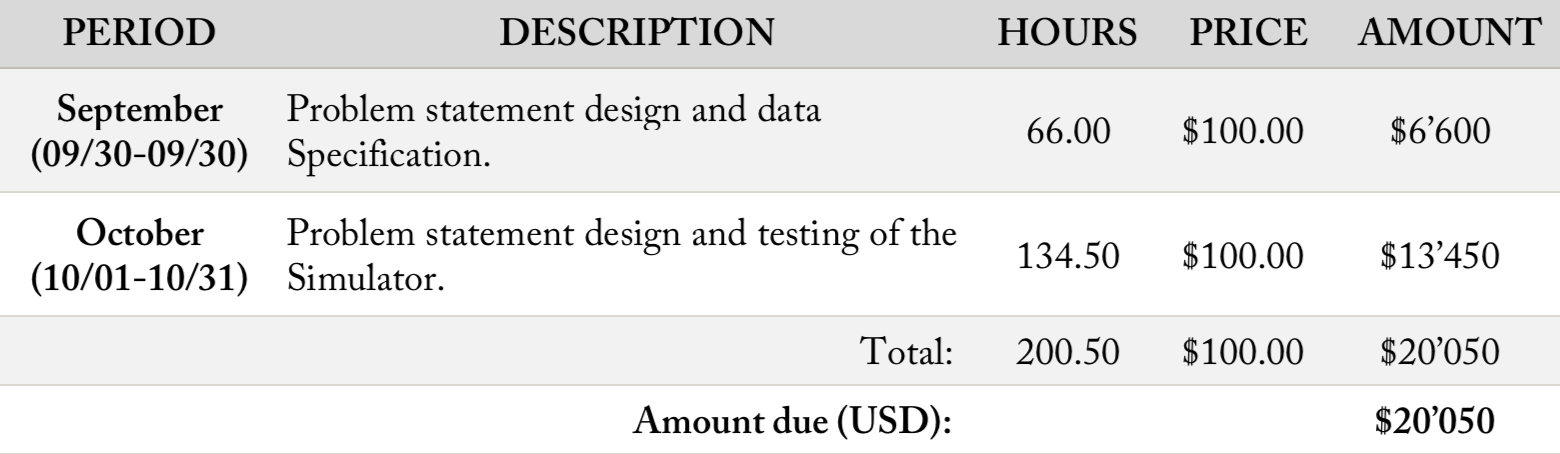 PERIOD DESCRIPTION HOURS PRICE AMOUNT
September Problem statement design and data
(09/30-09/30) Specification. 66.00 $100.00 $6’600
October Problem statement design and testing of the
(10/01-10/31) Simulator. 134.50 $100.00 $13’450
Total: 200.50 $100.00 $20’050
Amount due (USD): $20’050